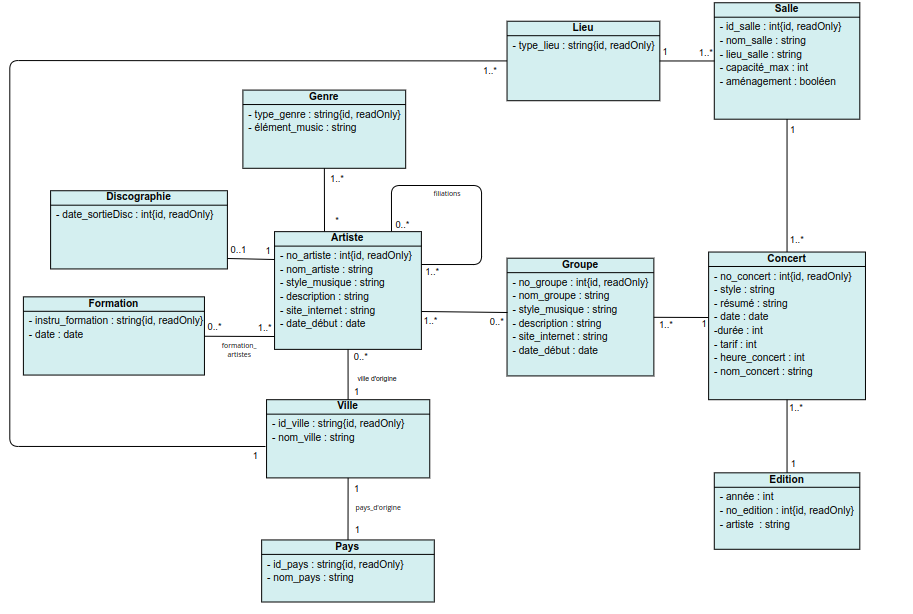 Salle
- id_salle : int{id, readOnly}
- nom_salle : string
- lieu_salle : string
- capacité_max : int
- aménagement : booléen
Lieu
- type_lieu : string{id, readOnly}
1
1..*
1..*
Genre
- type_genre : string{id, readOnly}
- élément_music : string
1..*
*
1
1..*
Discographie
- date_sortieDisc : int{id, readOnly}
0..1
1
filiations
0..*
1..*
Artiste
- no_artiste : int{id, readOnly}
- nom_artiste : string
- style_musique : string
- description : string
- site_internet : string
- date_début : date
Groupe
- no_groupe : int{id, readOnly}
- nom_groupe : string
- style_musique : string
- description : string
- site_internet : string
- date_début : date
1..*
0..*
1..*
1
Concert
- no_concert : int{id, readOnly}
- style : string
- résumé : string
- date : date
-durée : int
- tarif : int
- heure_concert : int
- nom_concert : string
Formation
- instru_formation : string{id, readOnly}
- date : date
0..*
1..*
formation_
artistes
0..*
ville d'origine
1
Ville
- id_ville : string{id, readOnly}
- nom_ville : string
1
1..*
1
Edition
- année : int
- no_edition : int{id, readOnly}
- artiste  : string
1
pays_d'origine
1
Pays
- id_pays : string{id, readOnly}
- nom_pays : string